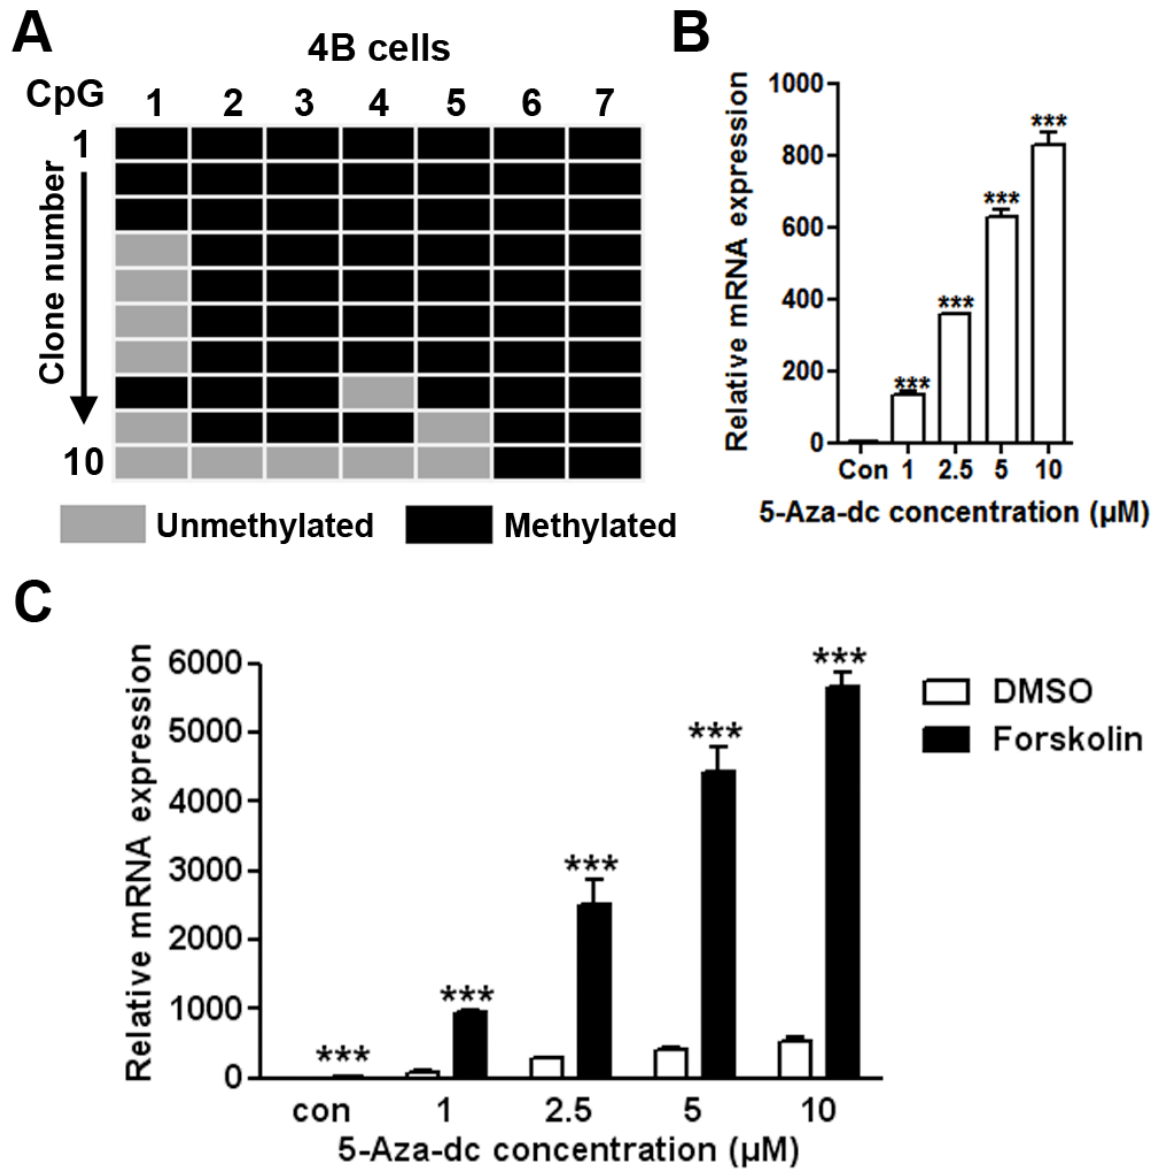 A
4B cells
CpG 1 2 3 4 5 6 7
1
Clone number
10
Unmethylated Methylated
B
Relative mRNA expression
1000
800
600
400
200
0
***
***
***
***
Con 1 2.5 5 10
5-Aza-dc concentration (µM)
C
Relative mRNA expression
6000
5000
4000
3000
2000
1000
0
***
***
***
***
***
con 1 2.5 5 10
5-Aza-dc concentration (µM)
DMSO
Forskolin